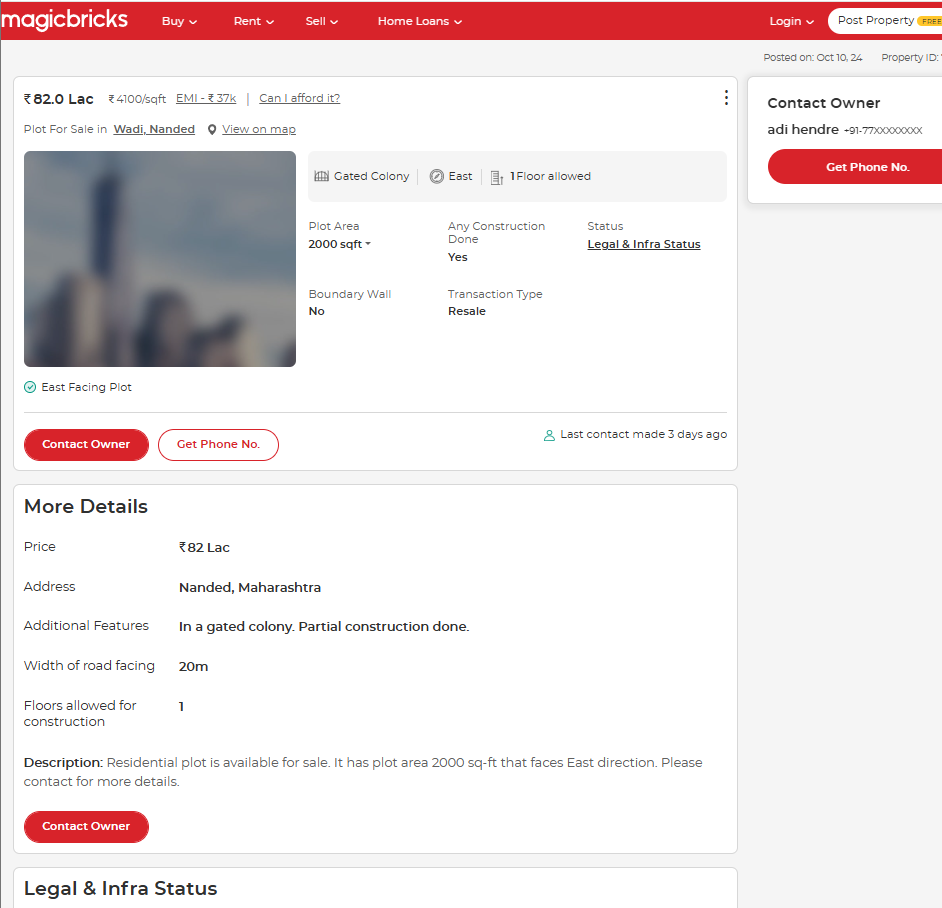 magicbricks Buy Rent Sell Home Loans Login Post Property FREE
Posted on: Oct 10, 24 Property ID:
₹82.0 Lac ₹4100/sqft EMI - ₹ 37k | Can I afford it?
Plot For Sale in Wadi, Nanded View on map
Gated Colony East 1 Floor allowed
Plot Area
2000 sqft
Any Construction
Done
Yes
Status
Legal & Infra Status
Boundary Wall
No
Transaction Type
Resale
East Facing Plot
Contact Owner Get Phone No. Last contact made 3 days ago
Contact Owner
adi hendre +91-77XXXXXXXX
Get Phone No.
More Details
Price ₹82 Lac
Address Nanded, Maharashtra
Additional Features In a gated colony. Partial construction done.
Width of road facing 20m
Floors allowed for 1
construction
Description: Residential plot is available for sale. It has plot area 2000 sq-ft that faces East direction. Please
contact for more details.
Contact Owner
Legal & Infra Status